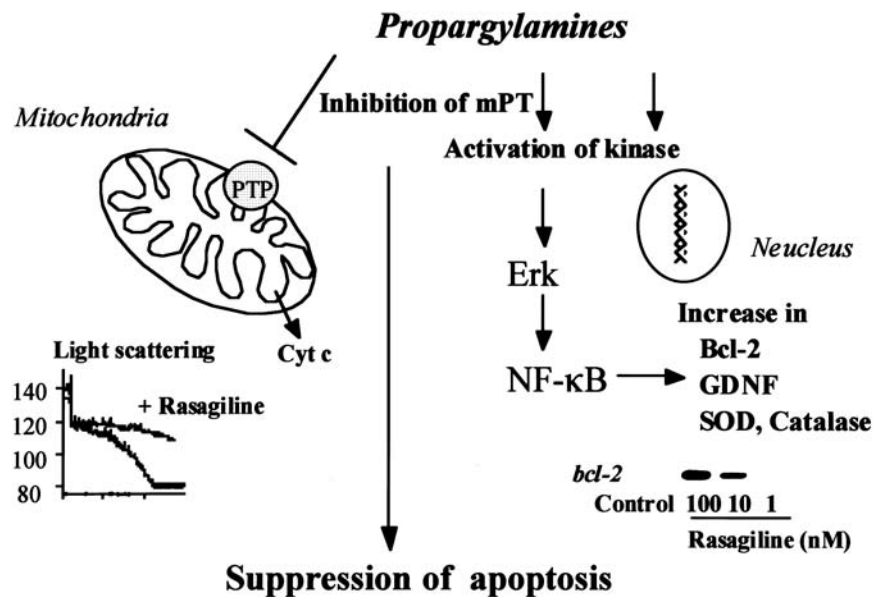 Propargylamines
Inhibition of mPT
Mitochondria
Activation of kinase
PTP
Neucleus
Erk
Cyt c
Increase in
Bcl-2
GDNF
SOD, Catalase
NF-κB
Light scattering
+ Rasagiline
140
120
100
80
bcl-2
Control 100 10 1
Rasagiline (nM)
Suppression of apoptosis